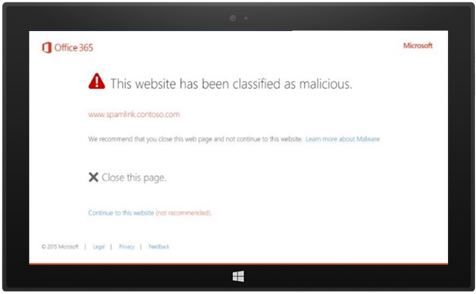 Office 365
Microsoft
This website has been classified as malicious.
www.spamlink.contoso.com
We recommend that you close this web page and not continue to this website. Learn more about Malware
Close this page.
Continue to this website (not recommended).
© 2015 Microsoft | Legal | Privacy | Feedback